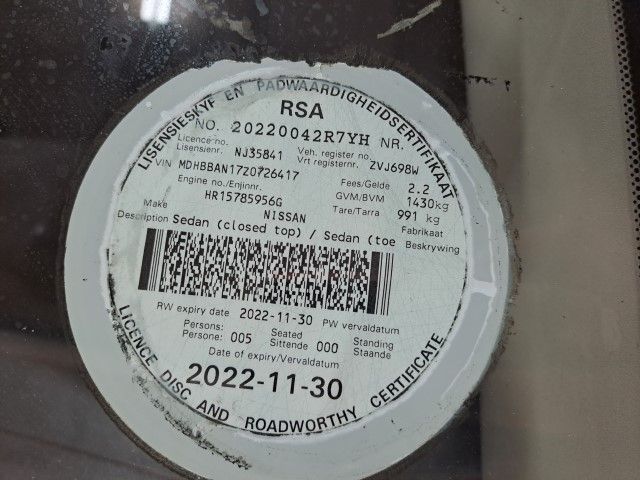 LISENSIESKYF EN PADWAARDIGHEIDSERTIFIKAAT
RSA
NO. 20220042R7YH NR.
Licence no. Veh. register no.
Lisensienr. NJ35841 Vrt registernr. ZVJ698W
VIN MDHBBAN17Z0726417 Fees/Gelde 2.2
Engine no./Enjinnr. GVM/BVM 1430kg
HR15785956G Tare/Tarra 991 kg
Make NISSAN Fabrikaat
Description Sedan (closed top) / Sedan (toe Beskrywing
RW expiry date 2022-11-30 PW vervaldatum
Persons: Seated Standing
Persone: 005 Sittende 000 Staande
Date of expiry/Vervaldatum
2022-11-30
LICENCE DISC AND ROADWORTHY CERTIFICATE